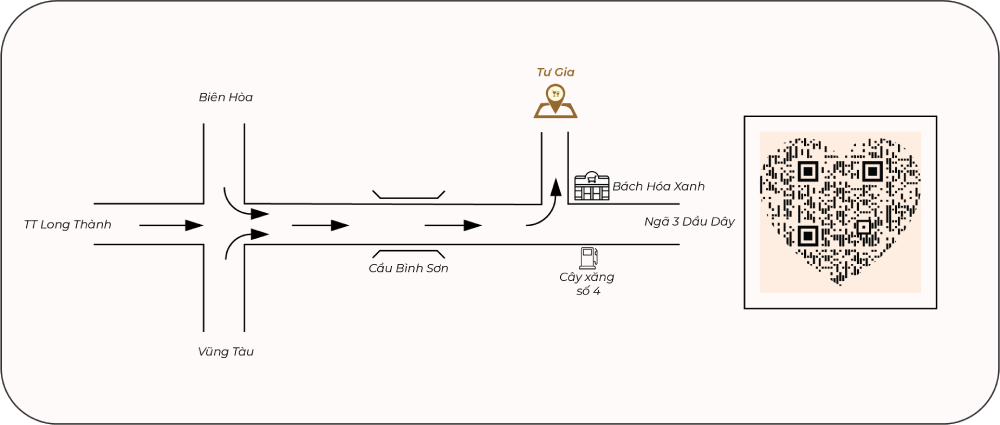 Tư Gia
Biên Hòa
Bách Hóa Xanh
TT Long Thành
Ngã 3 Dầu Dây
Cầu Bình Sơn
Cây xăng
số 4
Vũng Tàu